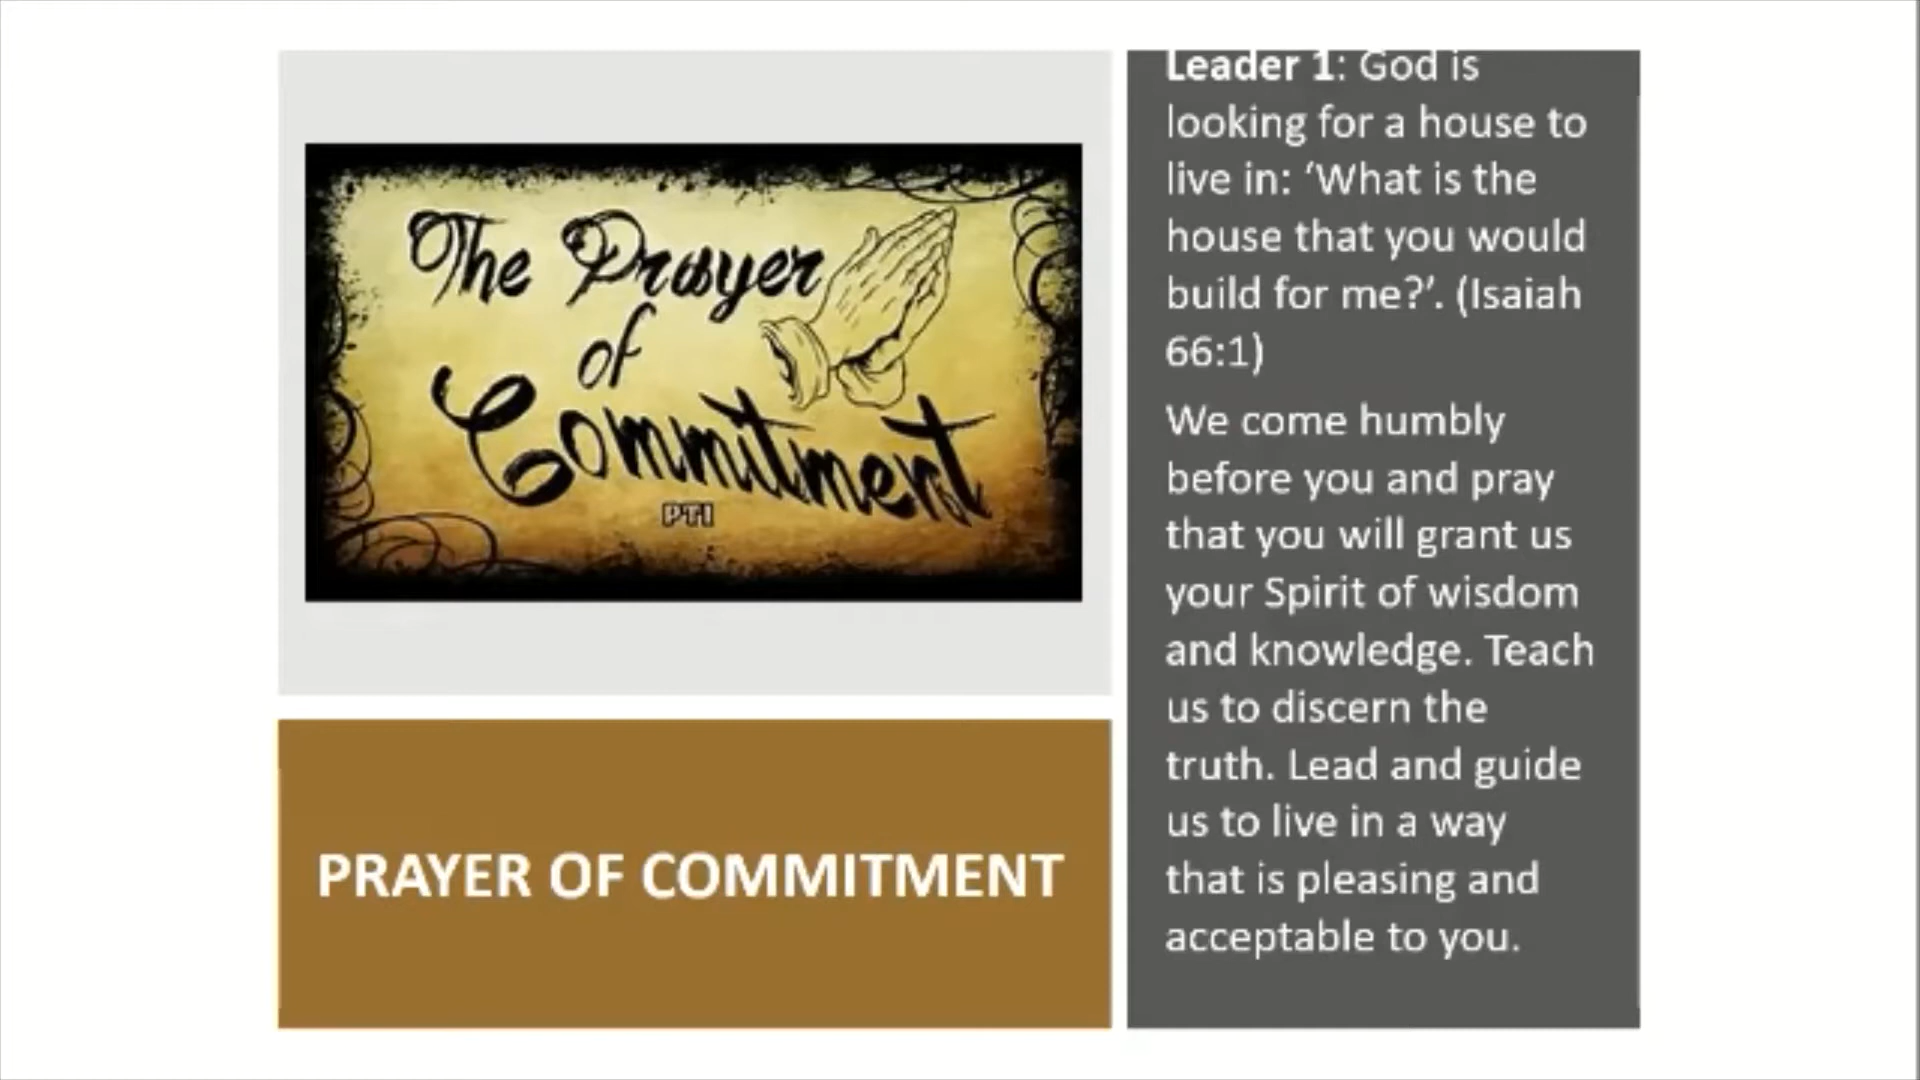 The Prayer
of
Commitment
PTI
PRAYER OF COMMITMENT
Leader 1: God is
looking for a house to
live in: ‘What is the
house that you would
build for me?’. (Isaiah
66:1)
We come humbly
before you and pray
that you will grant us
your Spirit of wisdom
and knowledge. Teach
us to discern the
truth. Lead and guide
us to live in a way
that is pleasing and
acceptable to you.